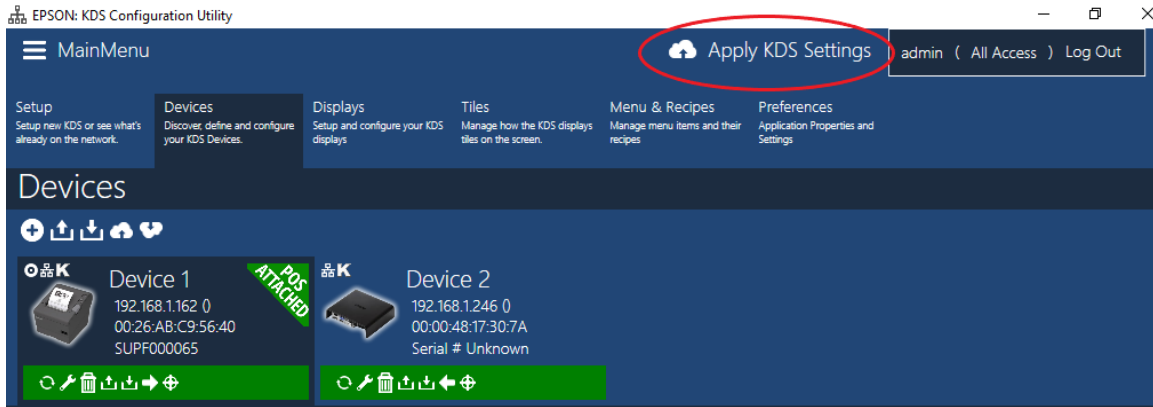 EPSON: KDS Configuration Utility
MainMenu
Apply KDS Settings
admin ( All Access ) Log Out
Setup
Setup new KDS or see what's
already on the network.
Devices
Discover, define and configure
your KDS Devices.
Displays
Setup and configure your KDS
displays
Tiles
Manage how the KDS displays
tiles on the screen.
Menu & Recipes
Manage menu items and their
recipes
Preferences
Application Properties and
Settings
Devices
K
Device 1
192.168.1.162 ()
00:26:AB:C9:56:40
SUPF000065
POS
ATTACHED
K
Device 2
192.168.1.246 ()
00:00:48:17:30:7A
Serial # Unknown